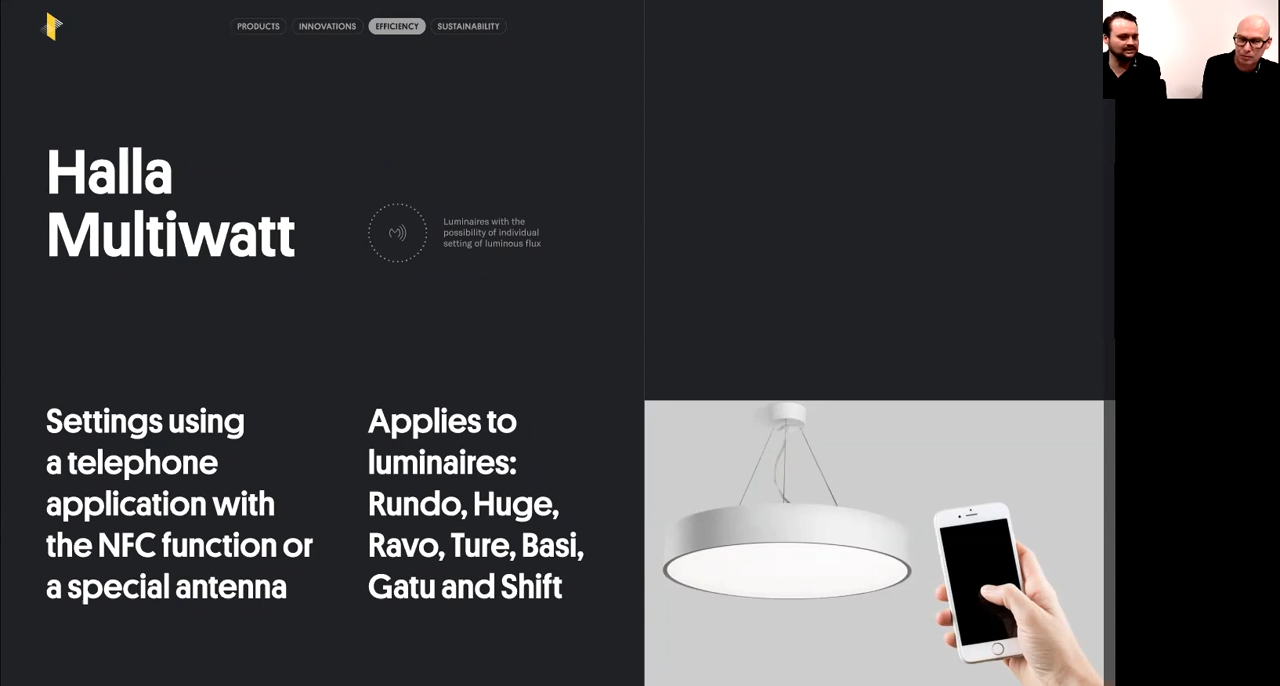 PRODUCTS
INNOVATIONS
EFFICIENCY
SUSTAINABILITY
Halla
Multiwatt
Luminaires with the
possibility of individual
setting of luminous flux
Settings using
a telephone
application with
the NFC function or
a special antenna
Applies to
luminaires:
Rundo, Huge,
Ravo, Ture, Basi,
Gatu and Shift